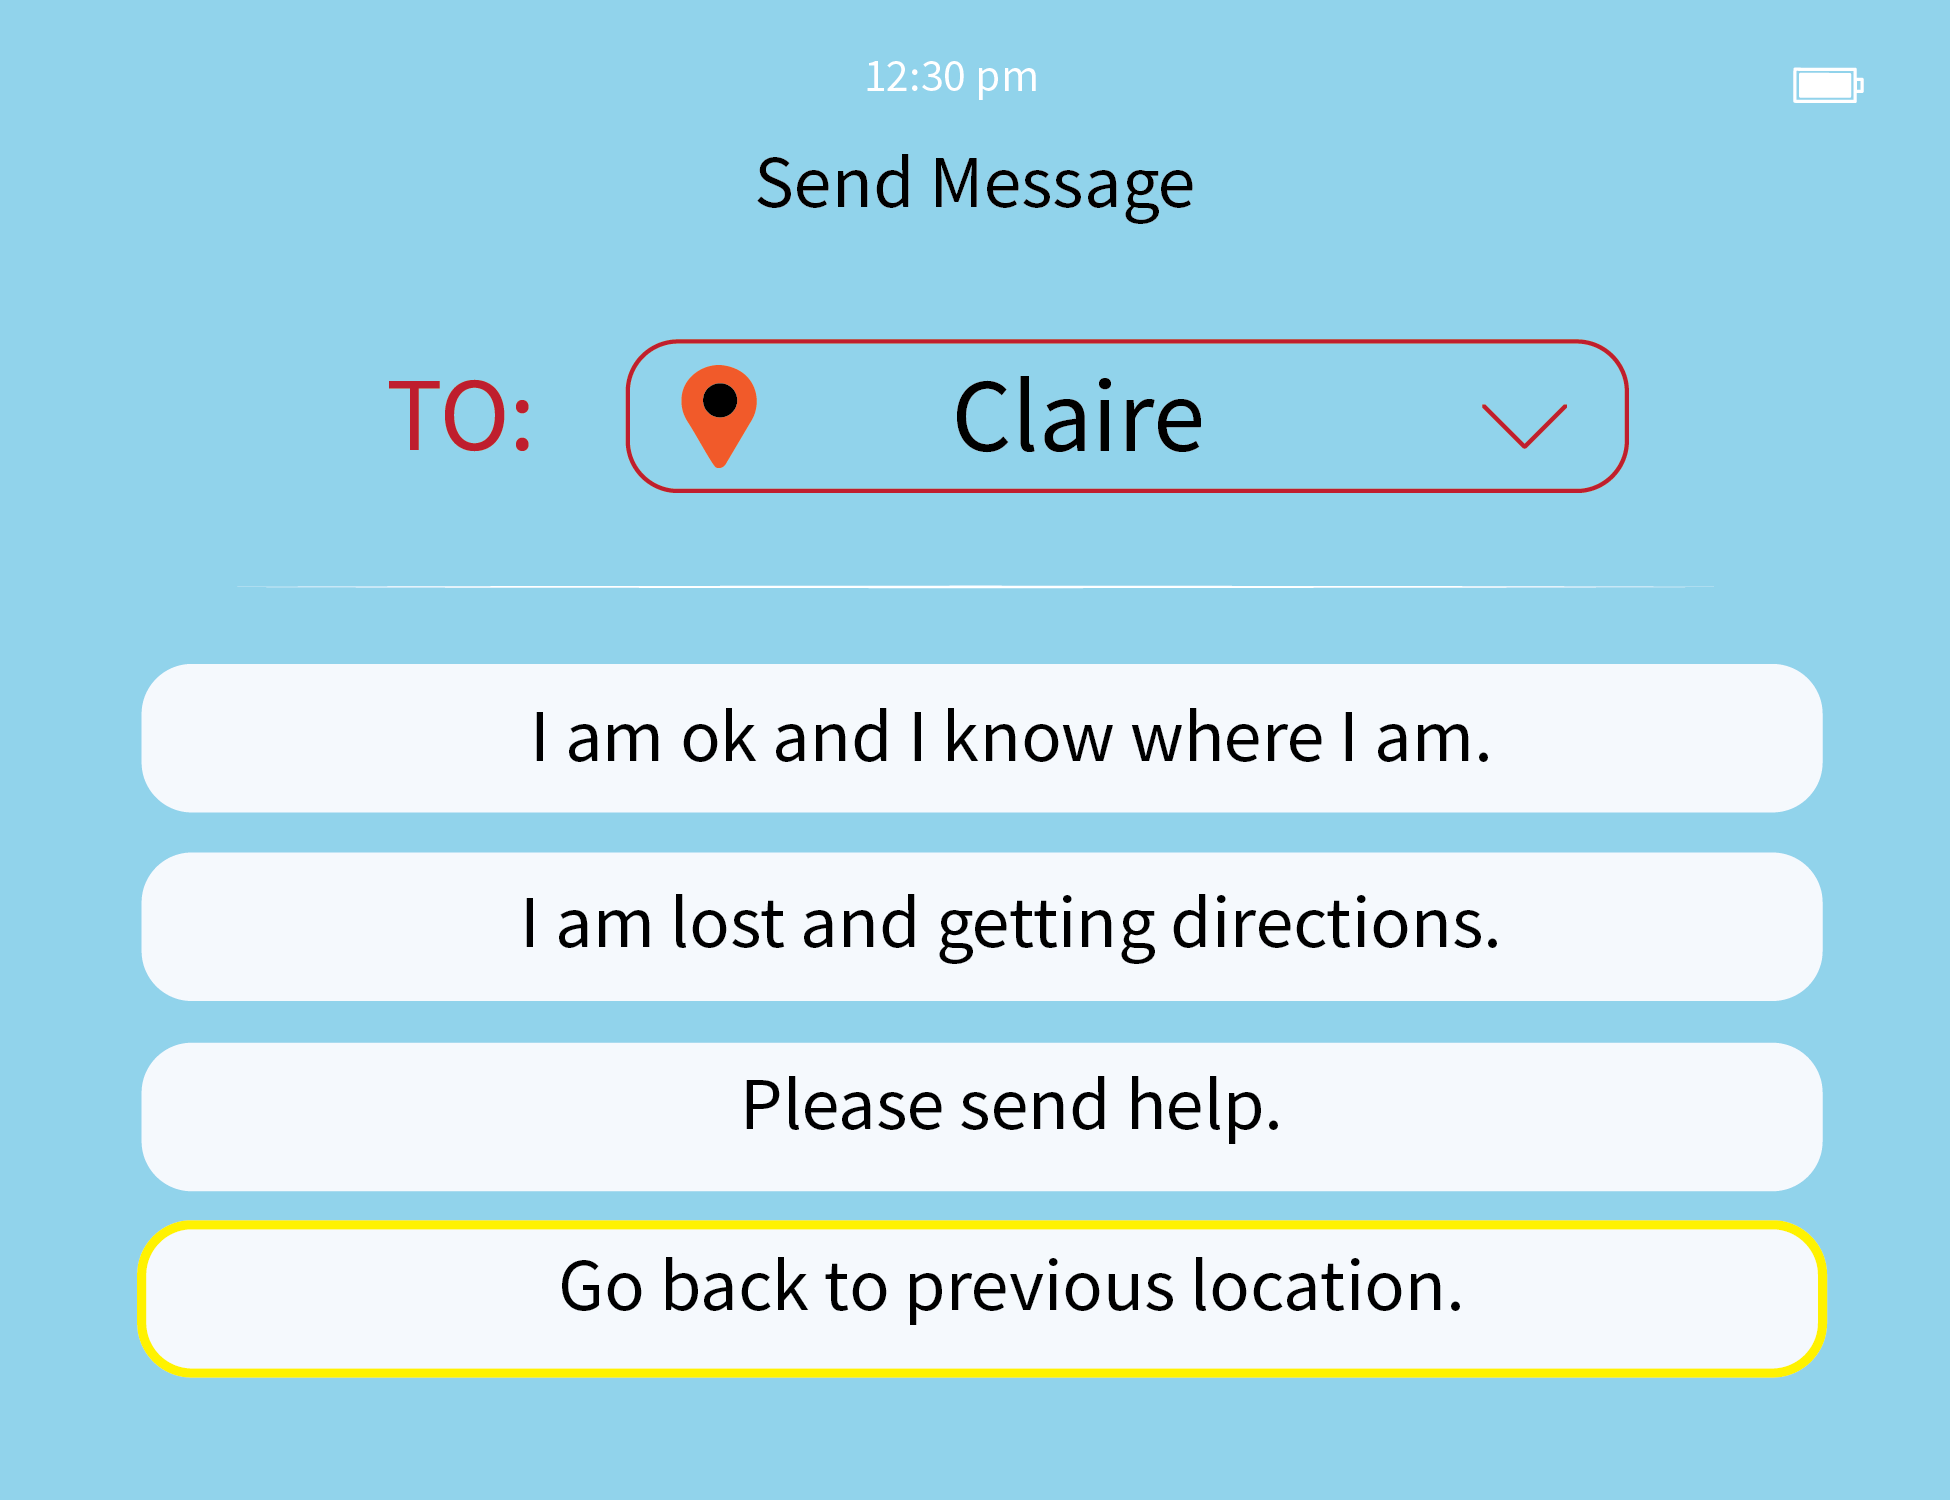 12:30 pm
Send Message
TO: Claire
I am ok and I know where I am.
I am lost and getting directions.
Please send help.
Go back to previous location.